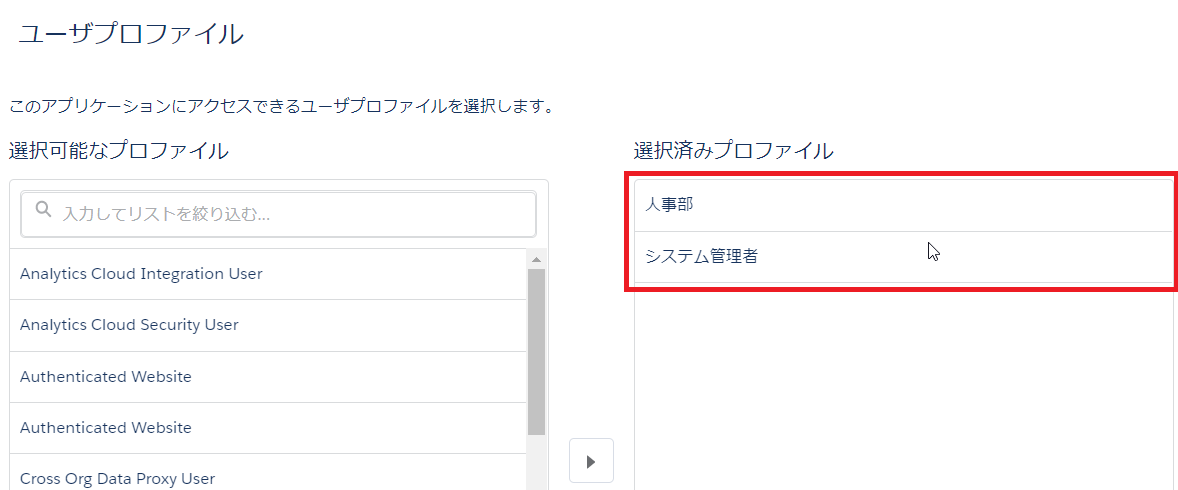 ユーザプロファイル
このアプリケーションにアクセスできるユーザプロファイルを選択します。
選択可能なプロファイル
入力してリストを絞り込む...
Analytics Cloud Integration User
Analytics Cloud Security User
Authenticated Website
Authenticated Website
Cross Org Data Proxy User
選択済みプロファイル
人事部
システム管理者